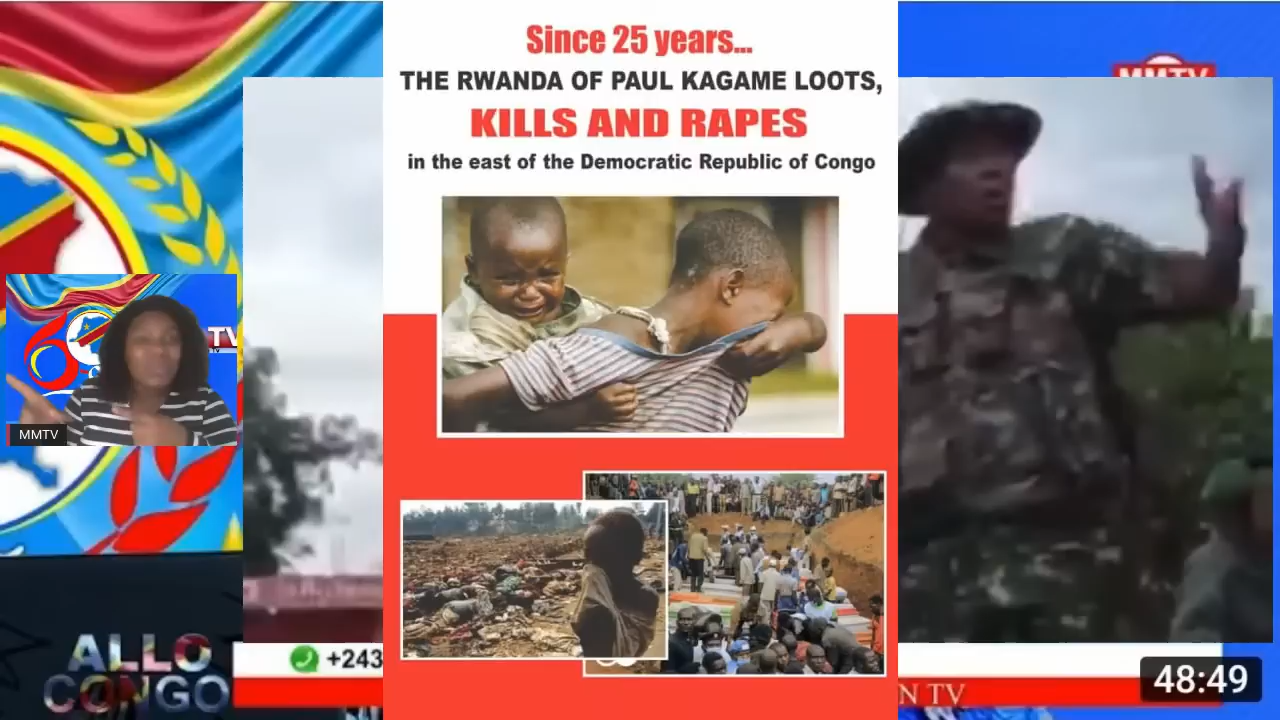 Since 25 years...
THE RWANDA OF PAUL KAGAME LOOTS,
KILLS AND RAPES
in the east of the Democratic Republic of Congo
MMTV
TV
MMTV
ALLO
CONGO
+243
N TV
48:49